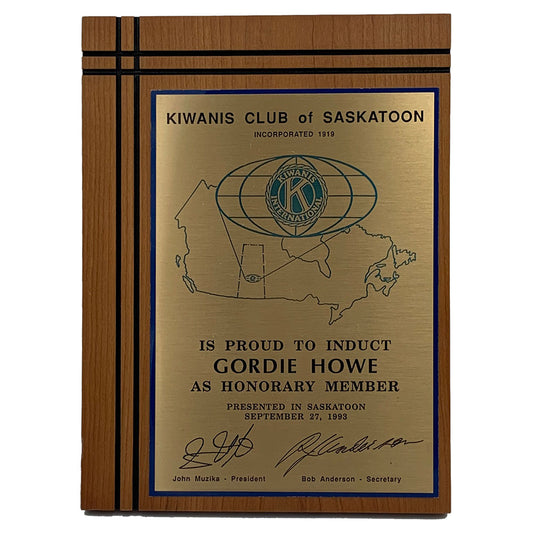 KIWANIS CLUB of SASKATOON
INCORPORATED 1919
KIWANIS
K
INTERNATIONAL
IS PROUD TO INDUCT
GORDIE HOWE
AS HONORARY MEMBER
PRESENTED IN SASKATOON
SEPTEMBER 27, 1993
John Muzika - President
Bob Anderson - Secretary